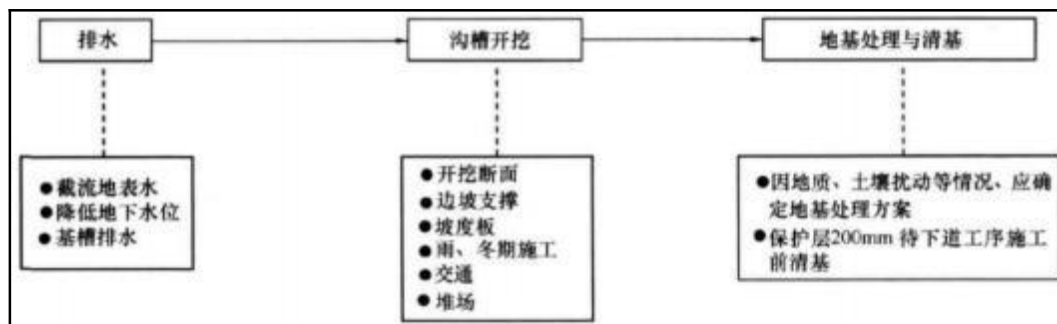 排水
沟槽开挖
地基处理与清基
●截流地表水
●降低地下水位
●基槽排水
●开挖断面
●边坡支撑
●坡度板
●雨、冬期施工
●交通
●堆场
●因地质、土壤扰动等情况、应确
定地基处理方案
●保护层200mm 待下道工序施工
前清基